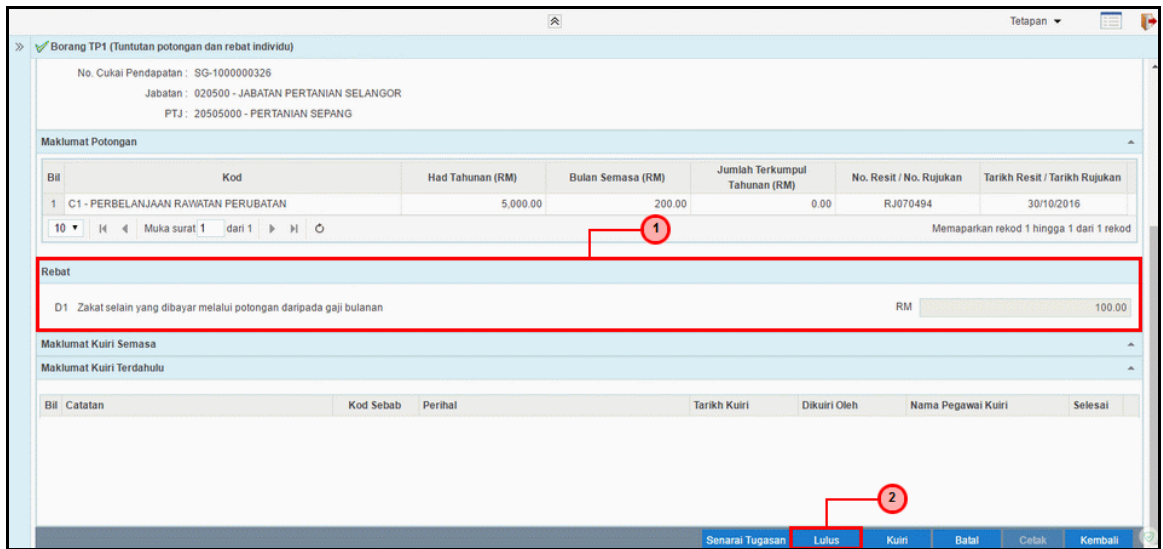 Tetapan
Borang TP1 (Tuntutan potongan dan rebat individu)
No. Cukai Pendapatan : SG-1000000326
Jabatan : 020500 - JABATAN PERTANIAN SELANGOR
PTJ : 20505000 - PERTANIAN SEPANG
Maklumat Potongan
Bil Kod Had Tahunan (RM) Bulan Semasa (RM) Jumlah Terkumpul Tahunan (RM) No. Resit / No. Rujukan Tarikh Resit / Tarikh Rujukan
1 C1 - PERBELANJAAN RAWATAN PERUBATAN 5,000.00 200.00 0.00 RJ070494 30/10/2016
10 Muka surat 1 dari 1 Memaparkan rekod 1 hingga 1 dari 1 rekod
1
Rebat
D1 Zakat selain yang dibayar melalui potongan daripada gaji bulanan RM 100.00
Maklumat Kuiri Semasa
Maklumat Kuiri Terdahulu
Bil Catatan Kod Sebab Perihal Tarikh Kuiri Dikuiri Oleh Nama Pegawai Kuiri Selesai
2
Senarai Tugasan Lulus Kuiri Batal Cetak Kembali